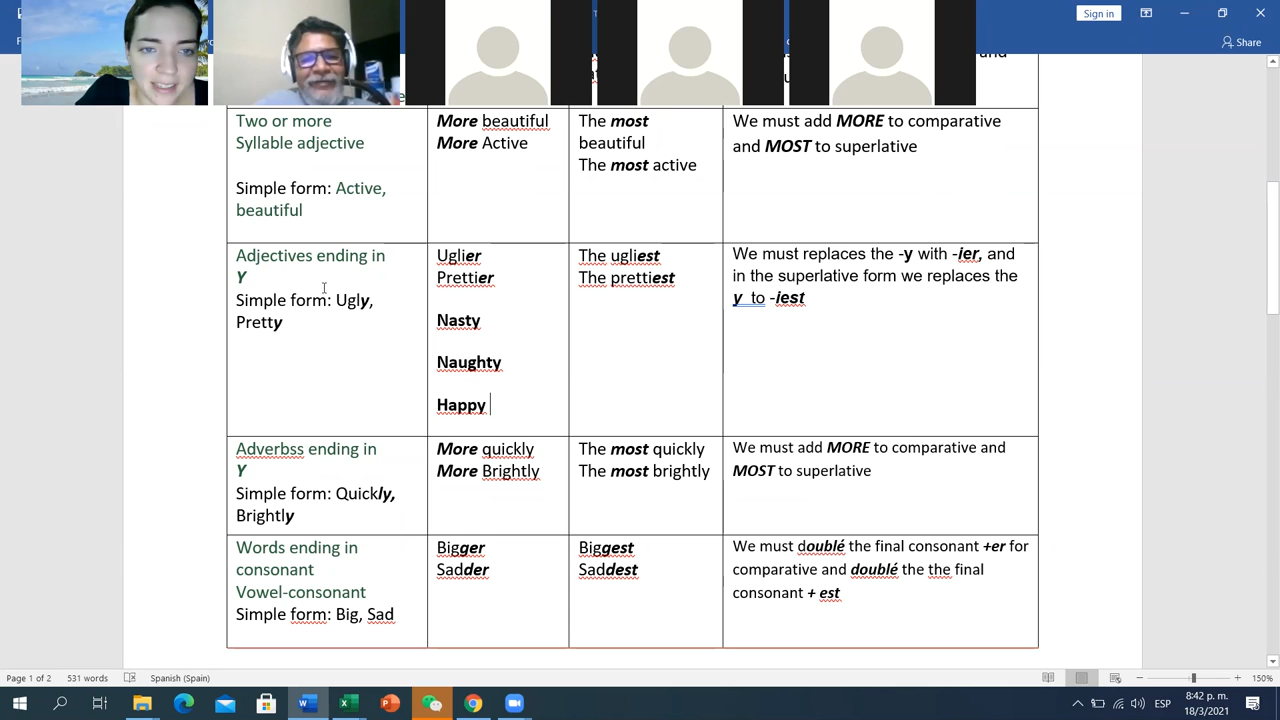 Sign in
Share
and
Two or more
Syllable adjective
Simple form: Active,
beautiful
More beautiful
More Active
The most
beautiful
The most active
We must add MORE to comparative
and MOST to superlative
Adjectives ending in
Y
Simple form: Ugly,
Pretty
Uglier
Prettier
Nasty
Naughty
Happy
The ugliest
The prettiest
We must replaces the -y with -ier, and
in the superlative form we replaces the
y to -iest
Adverbss ending in
Y
Simple form: Quickly,
Brightly
More quickly
More Brightly
The most quickly
The most brightly
We must add MORE to comparative and
MOST to superlative
Words ending in
consonant
Vowel-consonant
Simple form: Big, Sad
Bigger
Sadder
Biggest
Saddest
We must doublé the final consonant +er for
comparative and doublé the the final
consonant + est
Page 1 of 2 531 words Spanish (Spain)
150%
ESP
8:42 p. m.
18/3/2021